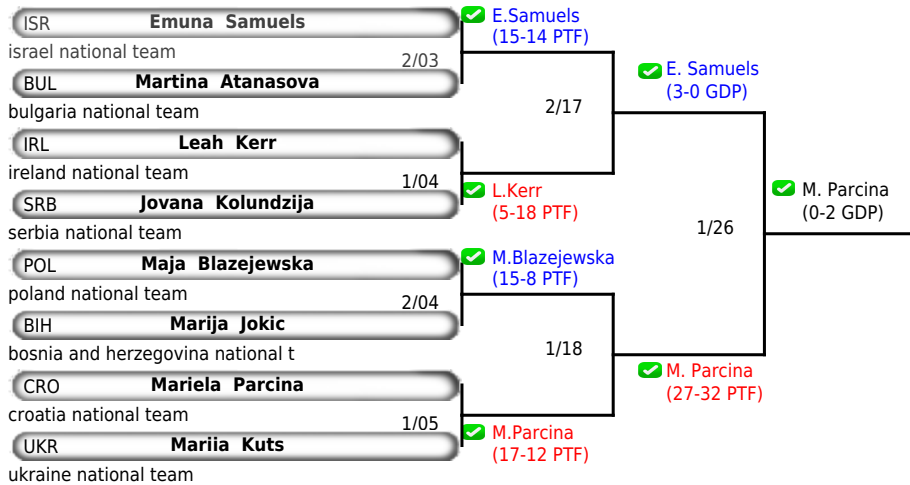 ISR Emuna Samuels
israel national team
2/03
BUL Martina Atanasova
bulgaria national team
E.Samuels
(15-14 PTF)
IRL Leah Kerr
ireland national team
1/04
SRB Jovana Kolundzija
serbia national team
L.Kerr
(5-18 PTF)
2/17
E. Samuels
(3-0 GDP)
POL Maja Blazejewska
poland national team
2/04
BIH Marija Jokic
bosnia and herzegovina national t
M.Blazejewska
(15-8 PTF)
CRO Mariela Parcina
croatia national team
1/05
UKR Mariia Kuts
ukraine national team
M.Parcina
(17-12 PTF)
1/18
M. Parcina
(27-32 PTF)
1/26
M. Parcina
(0-2 GDP)